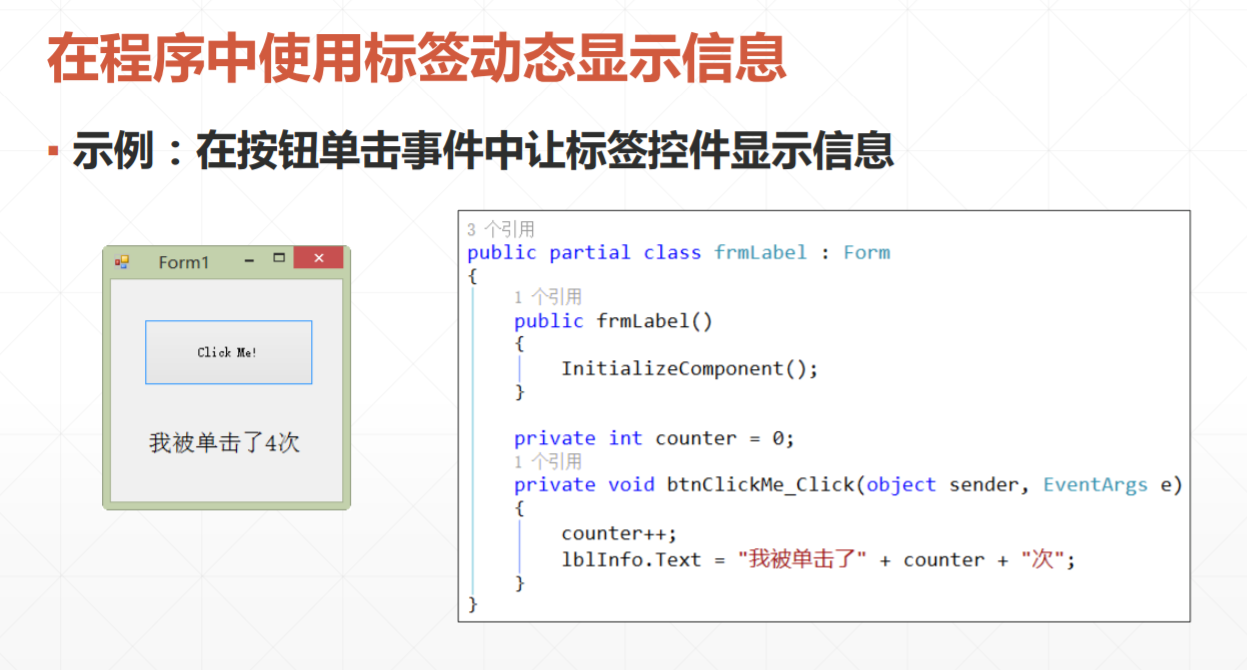 在程序中使用标签动态显示信息
示例：在按钮单击事件中让标签控件显示信息
Form1
Click Me!
我被单击了4次
3 个引用
public partial class frmLabel : Form
{
1 个引用
public frmLabel()
{
InitializeComponent();
}
private int counter = 0;
1 个引用
private void btnClickMe_Click(object sender, EventArgs e)
{
counter++;
lblInfo.Text = "我被单击了" + counter + "次";
}
}